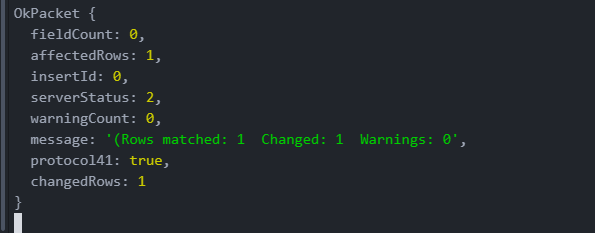 OkPacket {
  fieldCount: 0,
  affectedRows: 1,
  insertId: 0,
  serverStatus: 2,
  warningCount: 0,
  message: '(Rows matched: 1  Changed: 1  Warnings: 0',
  protocol41: true,
  changedRows: 1
}